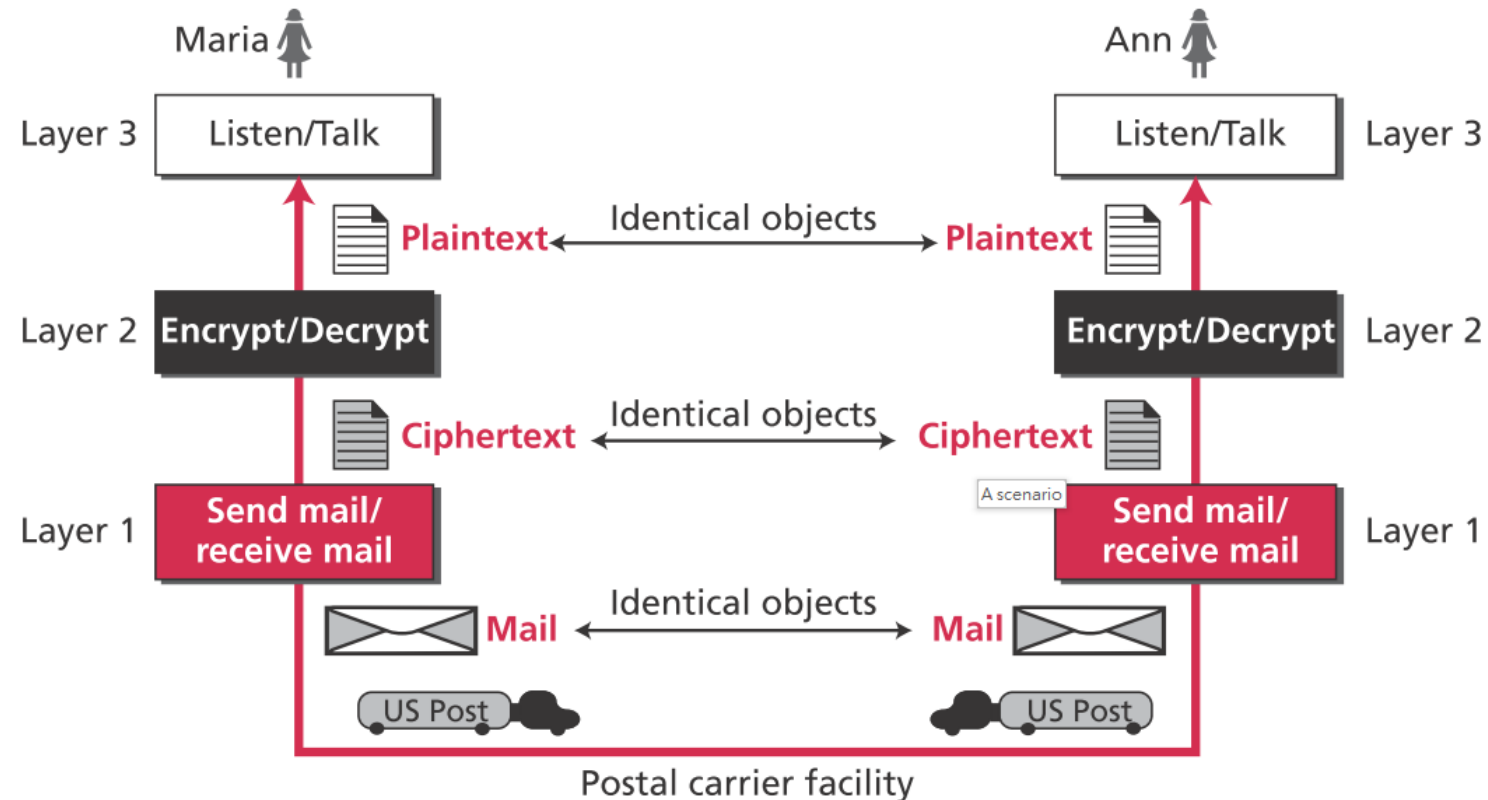 Maria
Ann
Layer 3
Listen/Talk
Listen/Talk
Layer 3
Identical objects
Plaintext
Plaintext
Layer 2
Encrypt/Decrypt
Encrypt/Decrypt
Layer 2
Identical objects
Ciphertext
Ciphertext
A scenario
Layer 1
Send mail/
receive mail
Send mail/
receive mail
Layer 1
Identical objects
Mail
Mail
US Post
US Post
Postal carrier facility